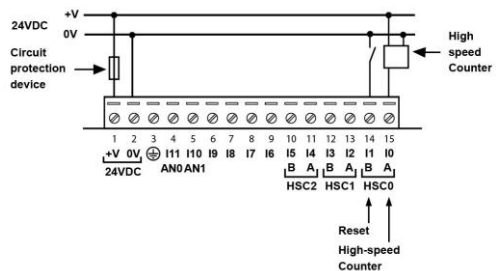 +V
24VDC
0V
Circuit
protection
device
High
speed
Counter
1 2 3 4 5 6 7 8 9 10 11 12 13 14 15
+V 0V I11 I10 I9 I8 I7 I6 I5 I4 I3 I2 I1 I0
AN0 AN1 B A B A B A
24VDC HSC2 HSC1 HSC0
Reset
High-speed
Counter